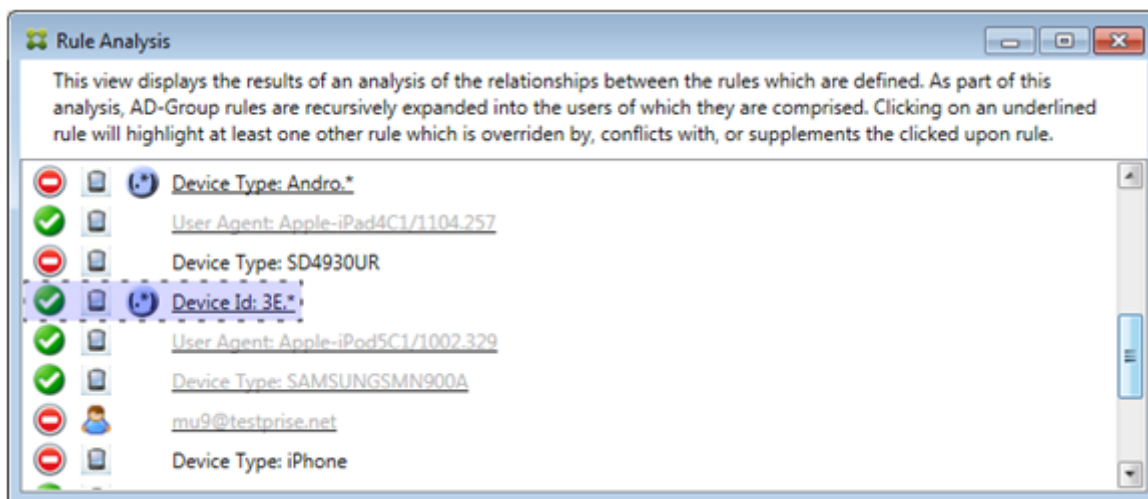 Rule Analysis
This view displays the results of an analysis of the relationships between the rules which are defined. As part of this
analysis, AD-Group rules are recursively expanded into the users of which they are comprised. Clicking on an underlined
rule will highlight at least one other rule which is overriden by, conflicts with, or supplements the clicked upon rule.
(.*) Device Type: Andro.*
User Agent: Apple-iPad4C1/1104.257
Device Type: SD4930UR
(.*) Device Id: 3E.*
User Agent: Apple-iPod5C1/1002.329
Device Type: SAMSUNGSMN900A
mu9@testprise.net
Device Type: iPhone